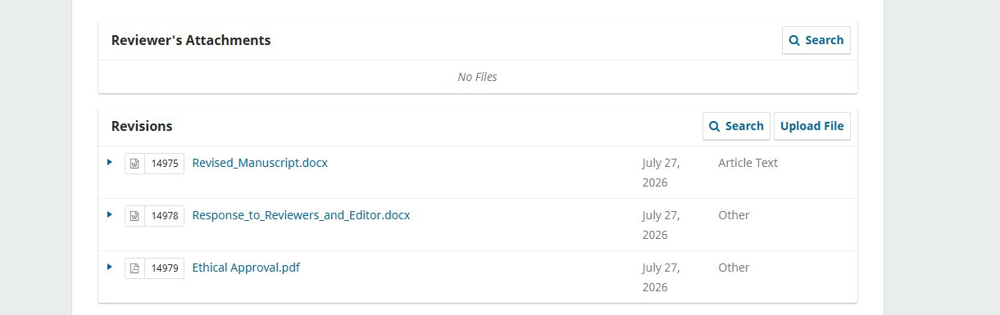 Reviewer's Attachments
Search
No Files
Revisions
Search
Upload File
14975 Revised_Manuscript.docx July 27, 2026 Article Text
14978 Response_to_Reviewers_and_Editor.docx July 27, 2026 Other
14979 Ethical Approval.pdf July 27, 2026 Other